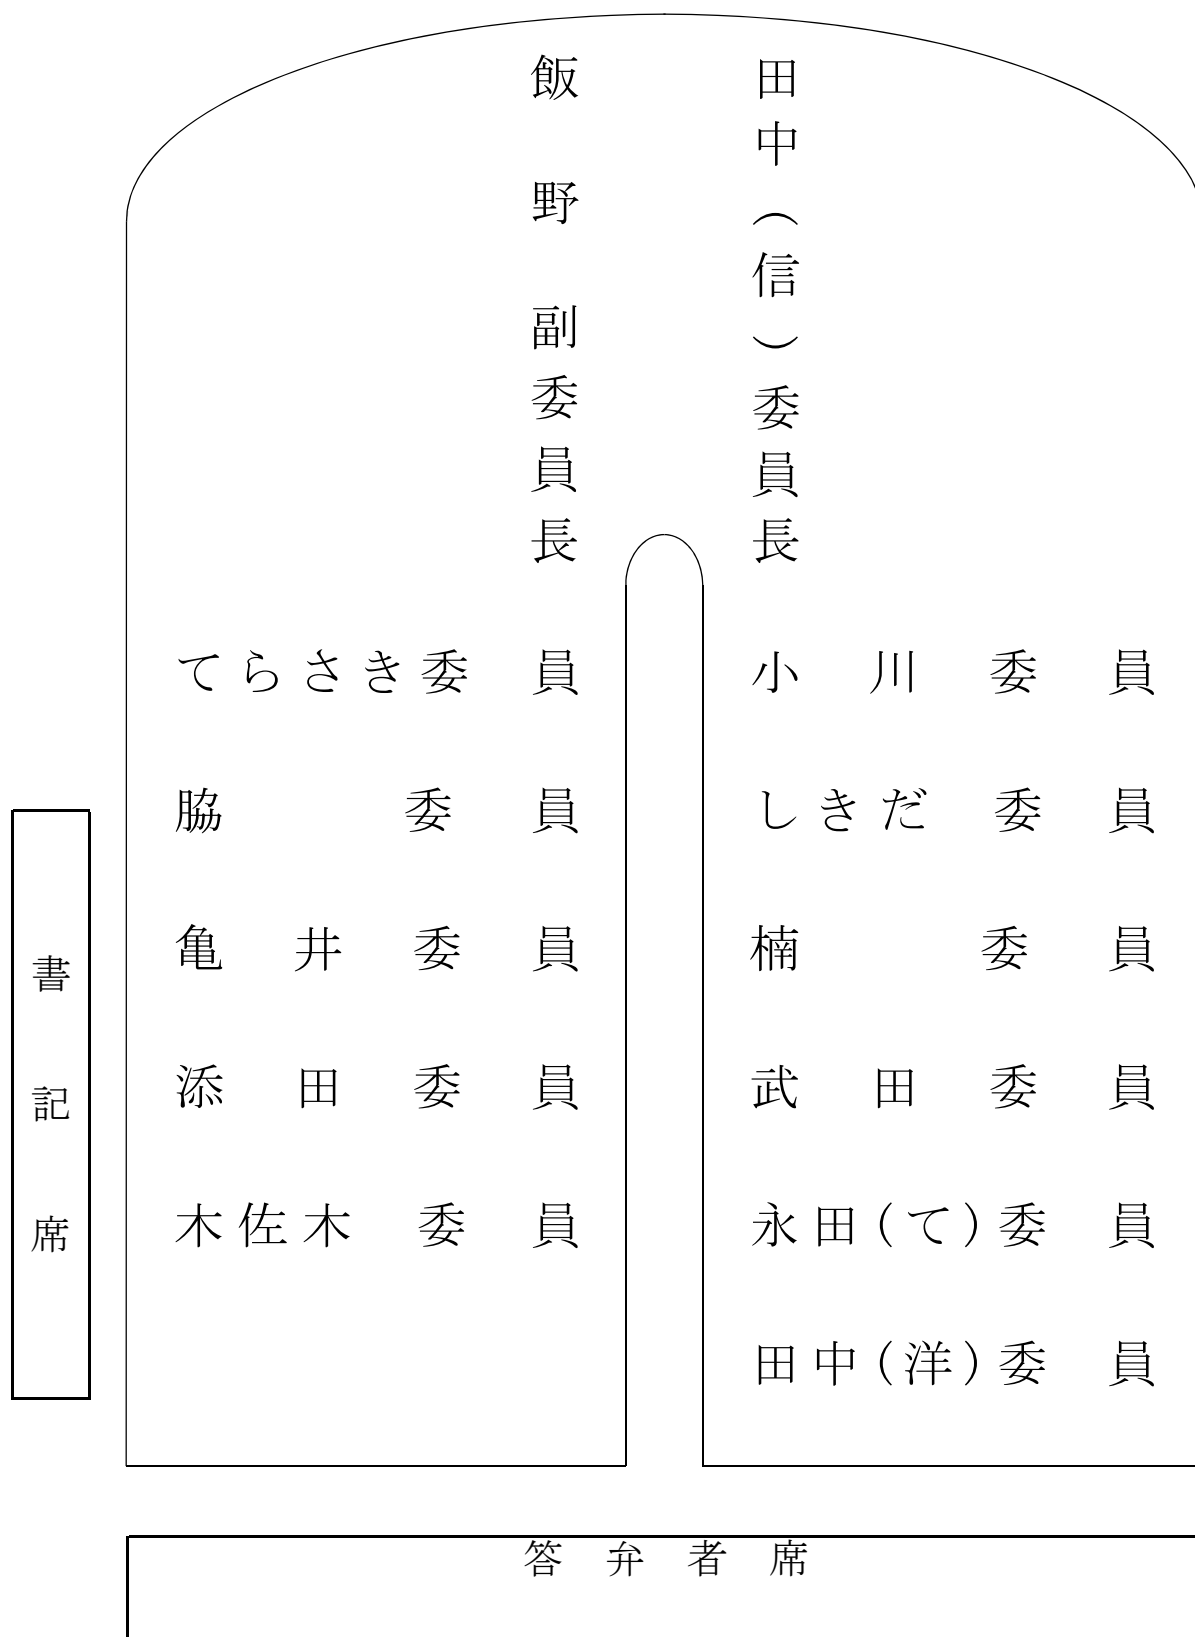 田中（信）委員長
飯野副委員長
てらさき委員
小川委員
脇委員
しきだ委員
亀井委員
楠委員
添田委員
武田委員
木佐木委員
永田（て）委員
田中（洋）委員
書記席
答弁者席